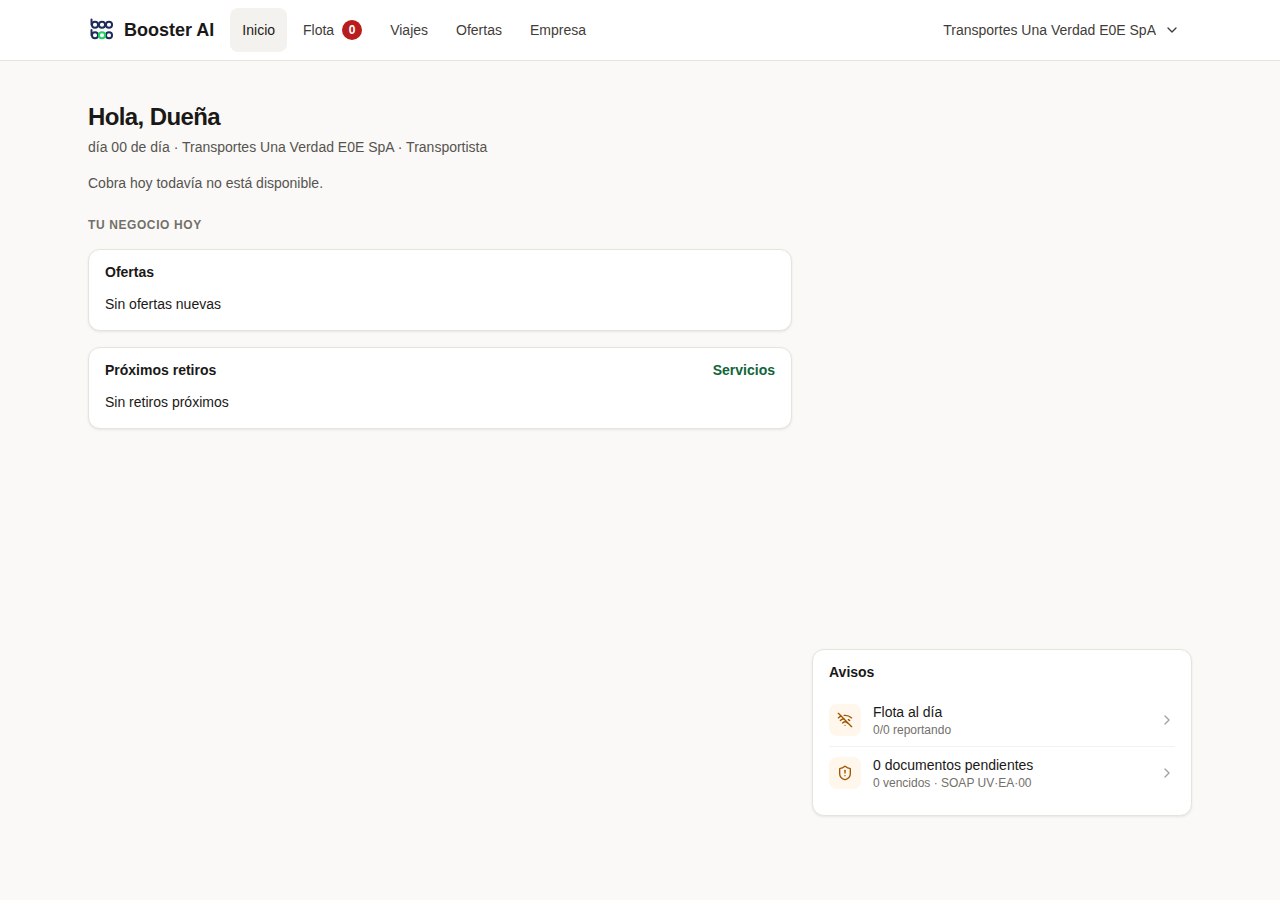 Booster AI
Inicio
Flota 0
Viajes
Ofertas
Empresa
Transportes Una Verdad E0E SpA
Hola, Dueña
día 00 de día · Transportes Una Verdad E0E SpA · Transportista
Cobra hoy todavía no está disponible.
TU NEGOCIO HOY
Ofertas
Sin ofertas nuevas
Próximos retiros
Servicios
Sin retiros próximos
Avisos
Flota al día
0/0 reportando
0 documentos pendientes
0 vencidos · SOAP UV·EA·00